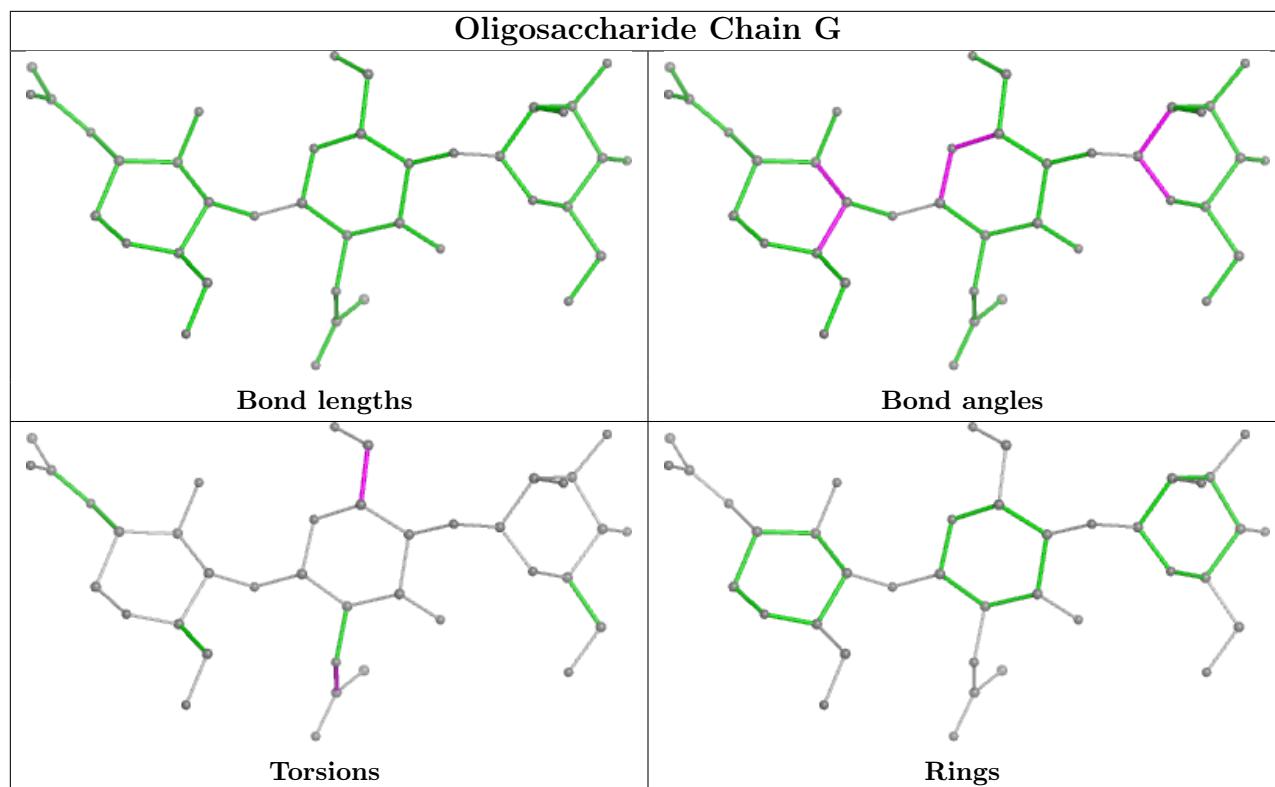 Oligosaccharide Chain G
Bond lengths
Bond angles
Torsions
Rings